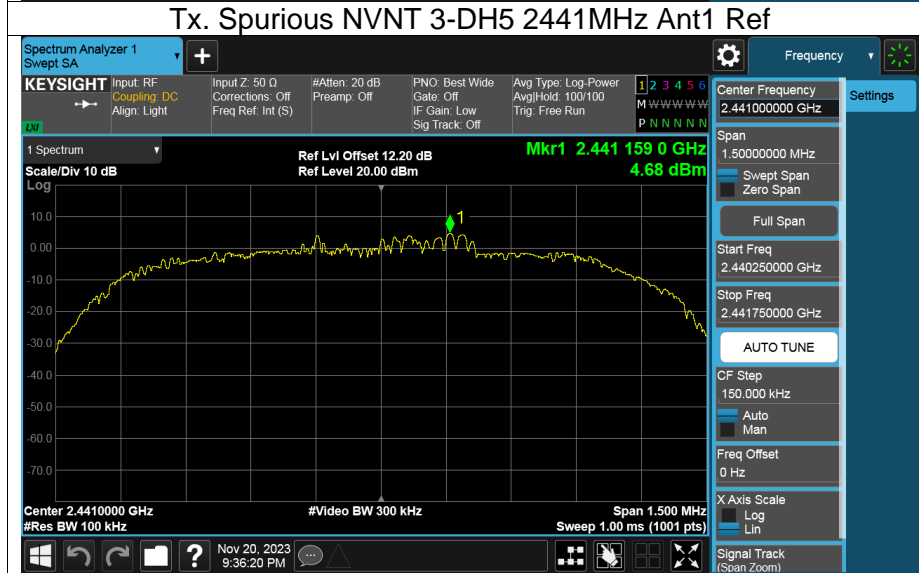 Tx. Spurious NVNT 3-DH5 2441MHz Ant1 Ref
Spectrum Analyzer 1
Swept SA
+
Frequency
KEYSIGHT
LXI
Input: RF
Coupling: DC
Align: Light
Input Z: 50 Ω
Corrections: Off
Freq Ref: Int (S)
#Atten: 20 dB
Preamp: Off
PNO: Best Wide
Gate: Off
IF Gain: Low
Sig Track: Off
Avg Type: Log-Power
Avg|Hold: 100/100
Trig: Free Run
1 2 3 4 5 6
M W W W W W
P N N N N N
1 Spectrum
Scale/Div 10 dB
Ref Lvl Offset 12.20 dB
Ref Level 20.00 dBm
Mkr1 2.441 159 0 GHz
4.68 dBm
Log
10.0
0.00
-10.0
-20.0
-30.0
-40.0
-50.0
-60.0
-70.0
1
Center 2.4410000 GHz
#Res BW 100 kHz
#Video BW 300 kHz
Span 1.500 MHz
Sweep 1.00 ms (1001 pts)
?
Nov 20, 2023
9:36:20 PM
Center Frequency
2.441000000 GHz
Span
1.50000000 MHz
Swept Span
Zero Span
Full Span
Start Freq
2.440250000 GHz
Stop Freq
2.441750000 GHz
AUTO TUNE
CF Step
150.000 kHz
Auto
Man
Freq Offset
0 Hz
X Axis Scale
Log
Lin
Signal Track
(Span Zoom)
Settings